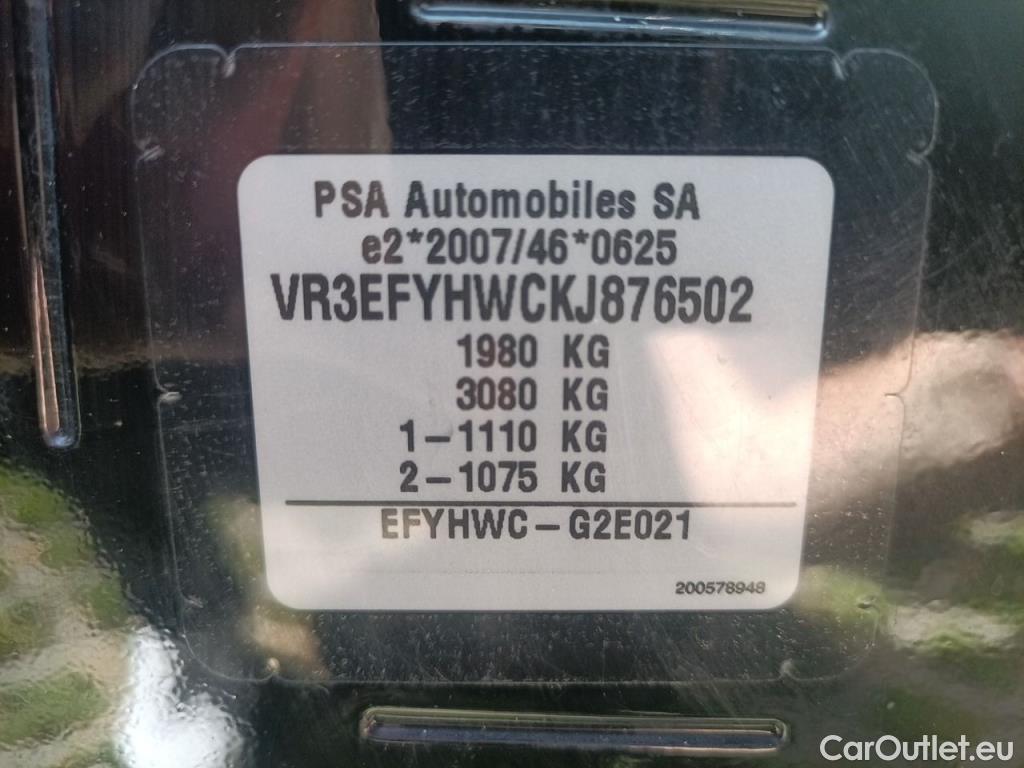 PSA Automobiles SA
e2*2007/46*0625
VR3EFYHWCKJ876502
1980 KG
3080 KG
1-1110 KG
2-1075 KG
EFYHWC-G2E021
200578948
CarOutlet.eu